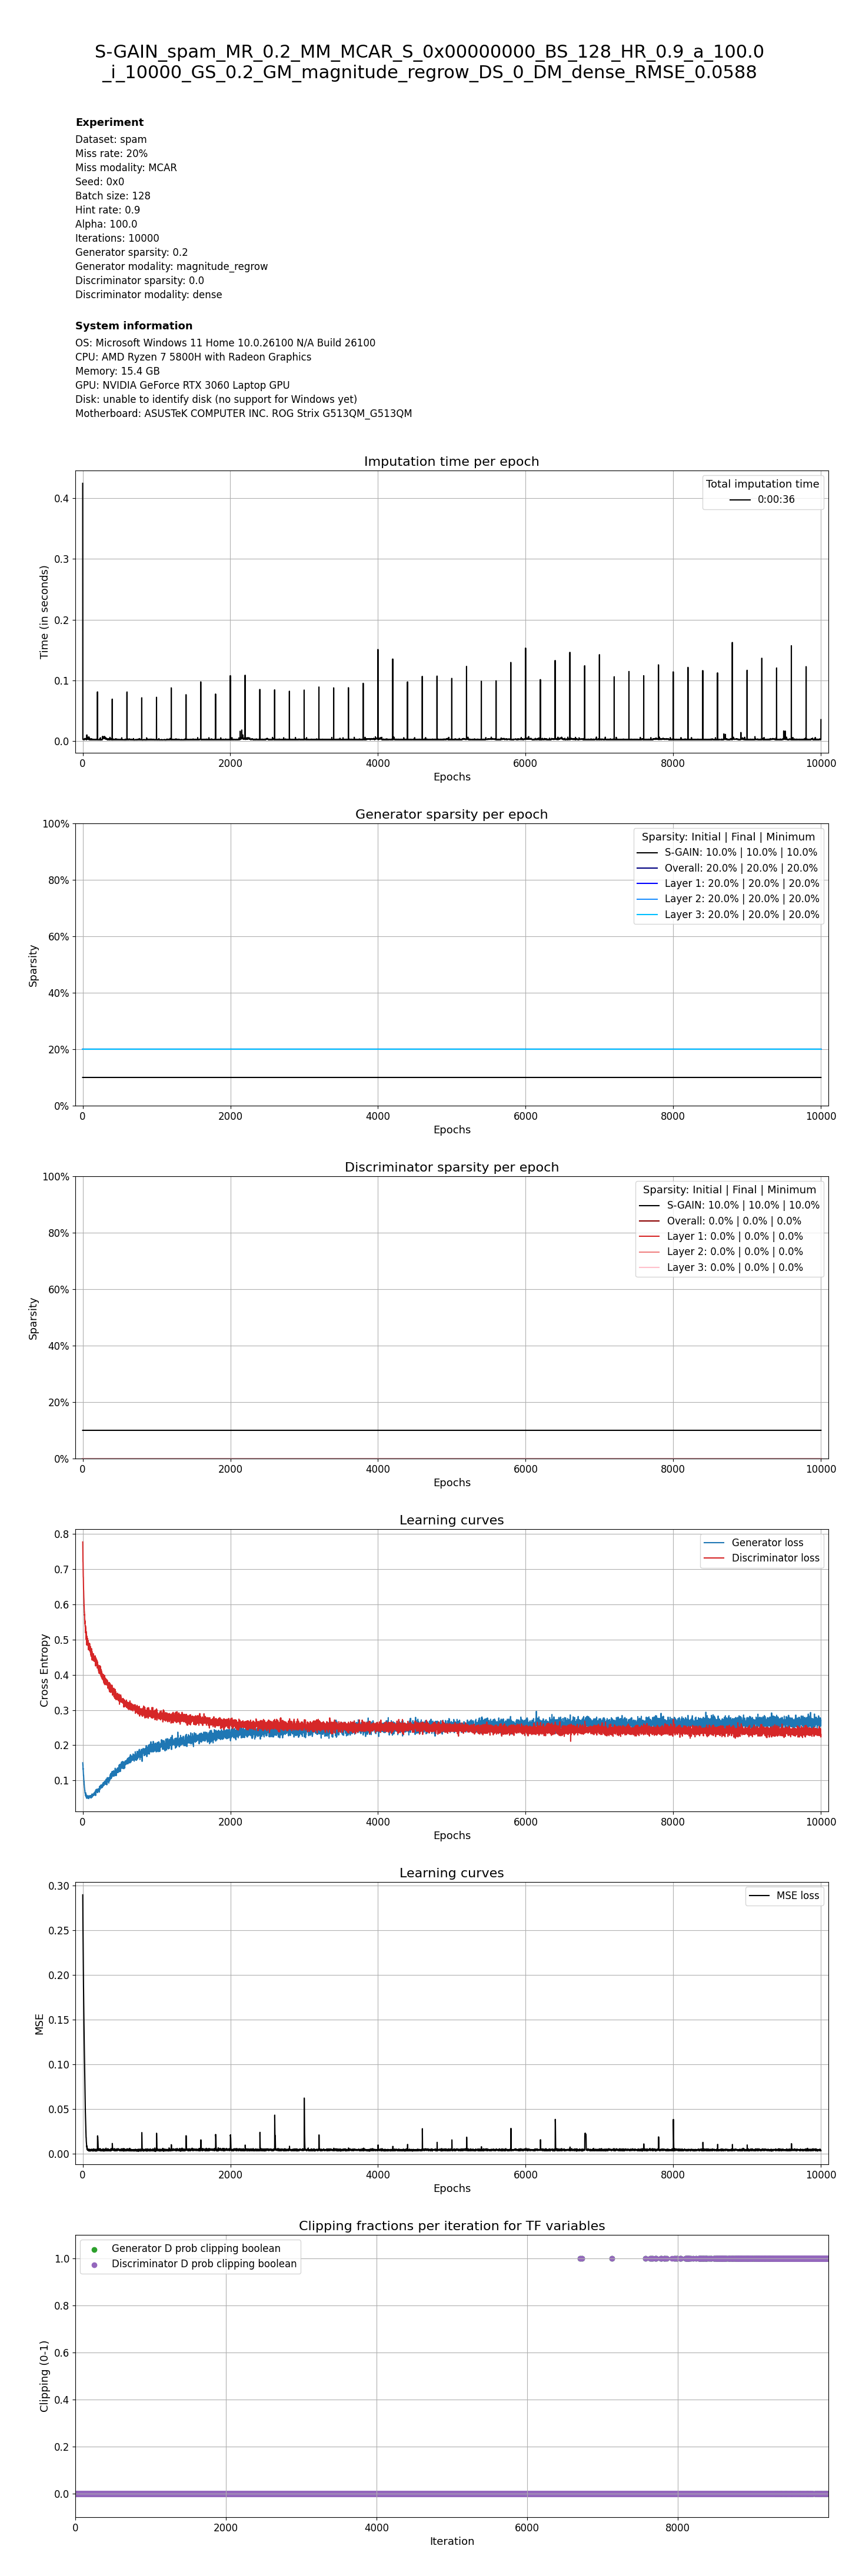 S-GAIN_spam_MR_0.2_MM_MCAR_S_0x00000000_BS_128_HR_0.9_a_100.0
_i_10000_GS_0.2_GM_magnitude_regrow_DS_0_DM_dense_RMSE_0.0588
Experiment
Dataset: spam
Miss rate: 20%
Miss modality: MCAR
Seed: 0x0
Batch size: 128
Hint rate: 0.9
Alpha: 100.0
Iterations: 10000
Generator sparsity: 0.2
Generator modality: magnitude_regrow
Discriminator sparsity: 0.0
Discriminator modality: dense
System information
OS: Microsoft Windows 11 Home 10.0.26100 N/A Build 26100
CPU: AMD Ryzen 7 5800H with Radeon Graphics
Memory: 15.4 GB
GPU: NVIDIA GeForce RTX 3060 Laptop GPU
Disk: unable to identify disk (no support for Windows yet)
Motherboard: ASUSTeK COMPUTER INC. ROG Strix G513QM_G513QM
Imputation time per epoch
Total imputation time
0:00:36
Time (in seconds)
0.4
0.3
0.2
0.1
0.0
0 2000 4000 6000 8000 10000
Epochs
Generator sparsity per epoch
Sparsity: Initial | Final | Minimum
S-GAIN: 10.0% | 10.0% | 10.0%
Overall: 20.0% | 20.0% | 20.0%
Layer 1: 20.0% | 20.0% | 20.0%
Layer 2: 20.0% | 20.0% | 20.0%
Layer 3: 20.0% | 20.0% | 20.0%
Sparsity
100%
80%
60%
40%
20%
0%
0 2000 4000 6000 8000 10000
Epochs
Discriminator sparsity per epoch
Sparsity: Initial | Final | Minimum
S-GAIN: 10.0% | 10.0% | 10.0%
Overall: 0.0% | 0.0% | 0.0%
Layer 1: 0.0% | 0.0% | 0.0%
Layer 2: 0.0% | 0.0% | 0.0%
Layer 3: 0.0% | 0.0% | 0.0%
Sparsity
100%
80%
60%
40%
20%
0%
0 2000 4000 6000 8000 10000
Epochs
Learning curves
Generator loss
Discriminator loss
Cross Entropy
0.8
0.7
0.6
0.5
0.4
0.3
0.2
0.1
0 2000 4000 6000 8000 10000
Epochs
Learning curves
MSE loss
MSE
0.30
0.25
0.20
0.15
0.10
0.05
0.00
0 2000 4000 6000 8000 10000
Epochs
Clipping fractions per iteration for TF variables
Generator D prob clipping boolean
Discriminator D prob clipping boolean
Clipping (0-1)
1.0
0.8
0.6
0.4
0.2
0.0
0 2000 4000 6000 8000
Iteration